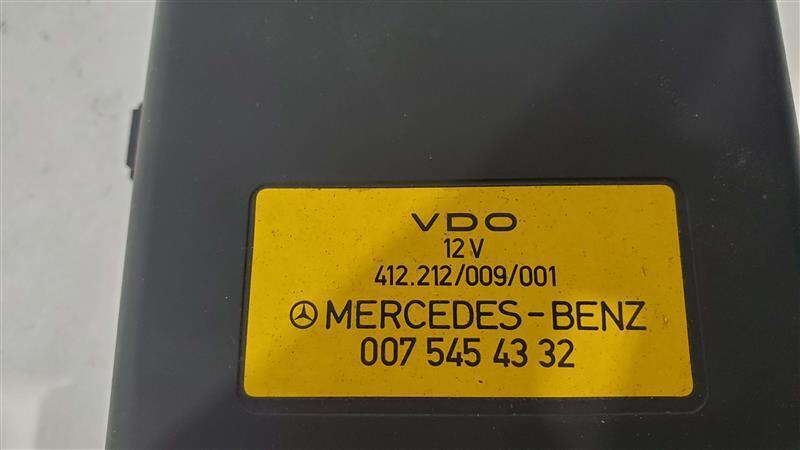 VDO
12 V
412.212/009/001
MERCEDES-BENZ
007 545 43 32